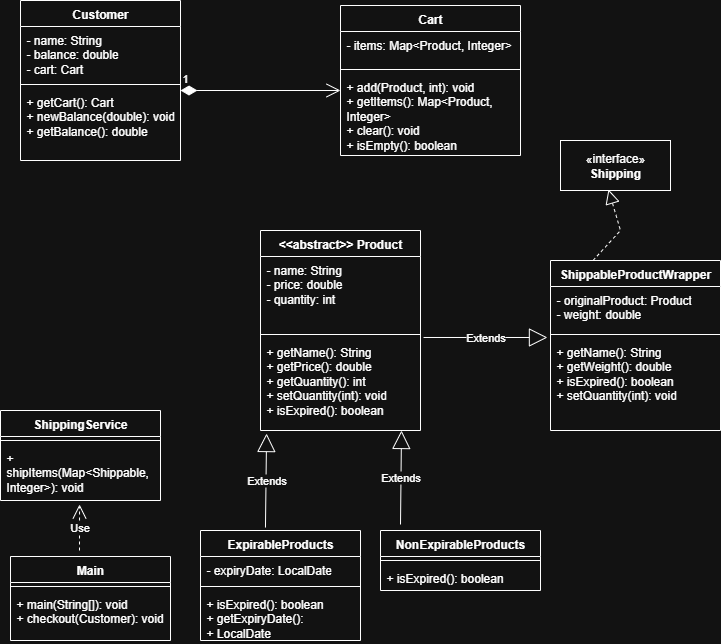 Customer
- name: String
- balance: double
- cart: Cart
+ getCart(): Cart
+ newBalance(double): void
+ getBalance(): double
1
Cart
- items: Map<Product, Integer>
+ add(Product, int): void
+ getItems(): Map<Product,
Integer>
+ clear(): void
+ isEmpty(): boolean
«interface»
Shipping
<<abstract>> Product
- name: String
- price: double
- quantity: int
+ getName(): String
+ getPrice(): double
+ getQuantity(): int
+ setQuantity(int): void
+ isExpired(): boolean
Extends
ShippableProductWrapper
- originalProduct: Product
- weight: double
+ getName(): String
+ getWeight(): double
+ isExpired(): boolean
+ setQuantity(int): void
ShippingService
+
shipItems(Map<Shippable,
Integer>): void
Use
Main
+ main(String[]): void
+ checkout(Customer): void
Extends
Extends
ExpirableProducts
- expiryDate: LocalDate
+ isExpired(): boolean
+ getExpiryDate():
+ LocalDate
NonExpirableProducts
+ isExpired(): boolean